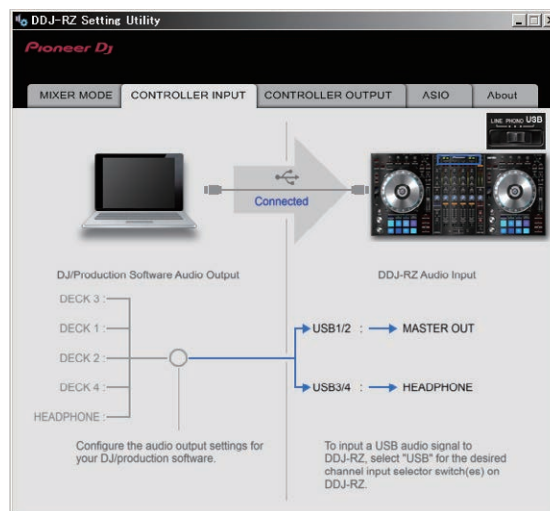 DDJ-RZ Setting Utility
Pioneer Dj
MIXER MODE
CONTROLLER INPUT
CONTROLLER OUTPUT
ASIO
About
LINE PHONO USB
Connected
DJ/Production Software Audio Output
DDJ-RZ Audio Input
DECK 3 :
DECK 1 :
DECK 2 :
DECK 4 :
HEADPHONE :
USB1/2 : MASTER OUT
USB3/4 : HEADPHONE
Configure the audio output settings for
your DJ/production software.
To input a USB audio signal to
DDJ-RZ, select "USB" for the desired
channel input selector switch(es) on
DDJ-RZ.